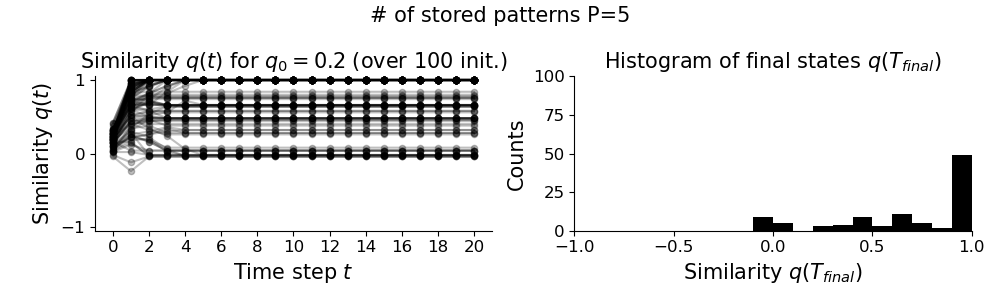 # of stored patterns P=5
Similarity q(t) for q₀ = 0.2 (over 100 init.)
Similarity q(t)
1
0
−1
0 2 4 6 8 10 12 14 16 18 20
Time step t
Histogram of final states q(T_final)
Counts
100
75
50
25
0
−1.0 −0.5 0.0 0.5 1.0
Similarity q(T_final)